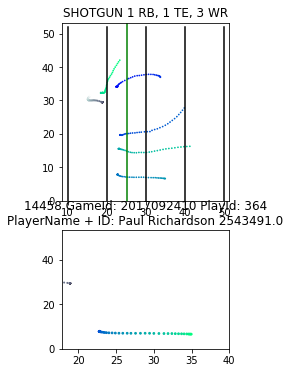 SHOTGUN 1 RB, 1 TE, 3 WR
50
40
30
20
10
0
10 20 30 40 50
14458.GameId: 2017092410 PlayId: 364
PlayerName + ID: Paul Richardson 2543491.0
40
20
0
20 25 30 35 40